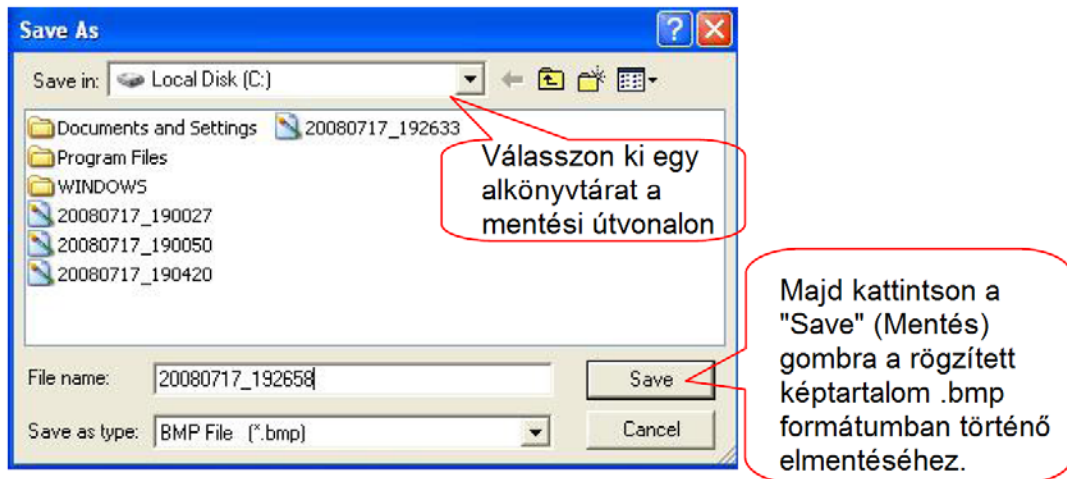 Save As
Save in: Local Disk (C:)
Documents and Settings 20080717_192633
Program Files
WINDOWS
20080717_190027
20080717_190050
20080717_190420
Válasszon ki egy
alkönyvtárat a
mentési útvonalon
File name: 20080717_192658 Save
Save as type: BMP File (*.bmp) Cancel
Majd kattintson a
"Save" (Mentés)
gombra a rögzített
képtartalom .bmp
formátumban történő
elmentéséhez.